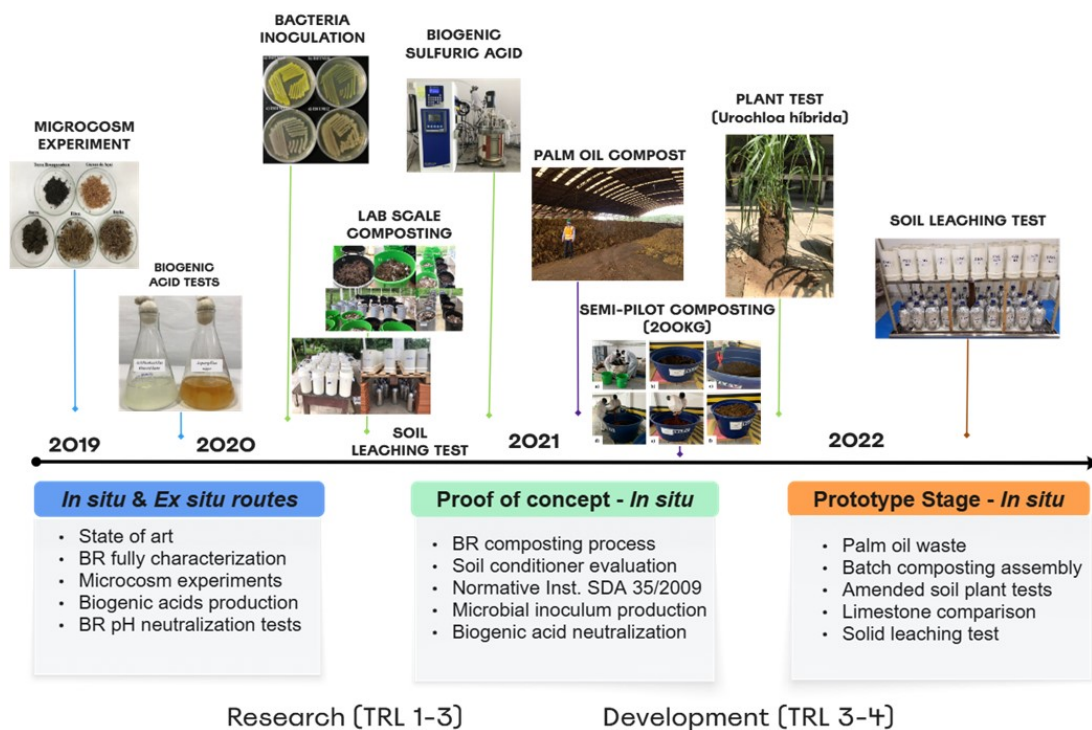 BACTERIA
INOCULATION
BIOGENIC
SULFURIC ACID
MICROCOSM
EXPERIMENT
PLANT TEST
(Urochloa híbrida)
PALM OIL COMPOST
LAB SCALE
COMPOSTING
SOIL LEACHING TEST
BIOGENIC
ACID TESTS
SEMI-PILOT COMPOSTING
(200KG)
SOIL
LEACHING TEST
2019
2020
2021
2022
In situ & Ex situ routes
State of art
BR fully characterization
Microcosm experiments
Biogenic acids production
BR pH neutralization tests
Proof of concept - In situ
BR composting process
Soil conditioner evaluation
Normative Inst. SDA 35/2009
Microbial inoculum production
Biogenic acid neutralization
Prototype Stage - In situ
Palm oil waste
Batch composting assembly
Amended soil plant tests
Limestone comparison
Solid leaching test
Research (TRL 1-3)
Development (TRL 3-4)